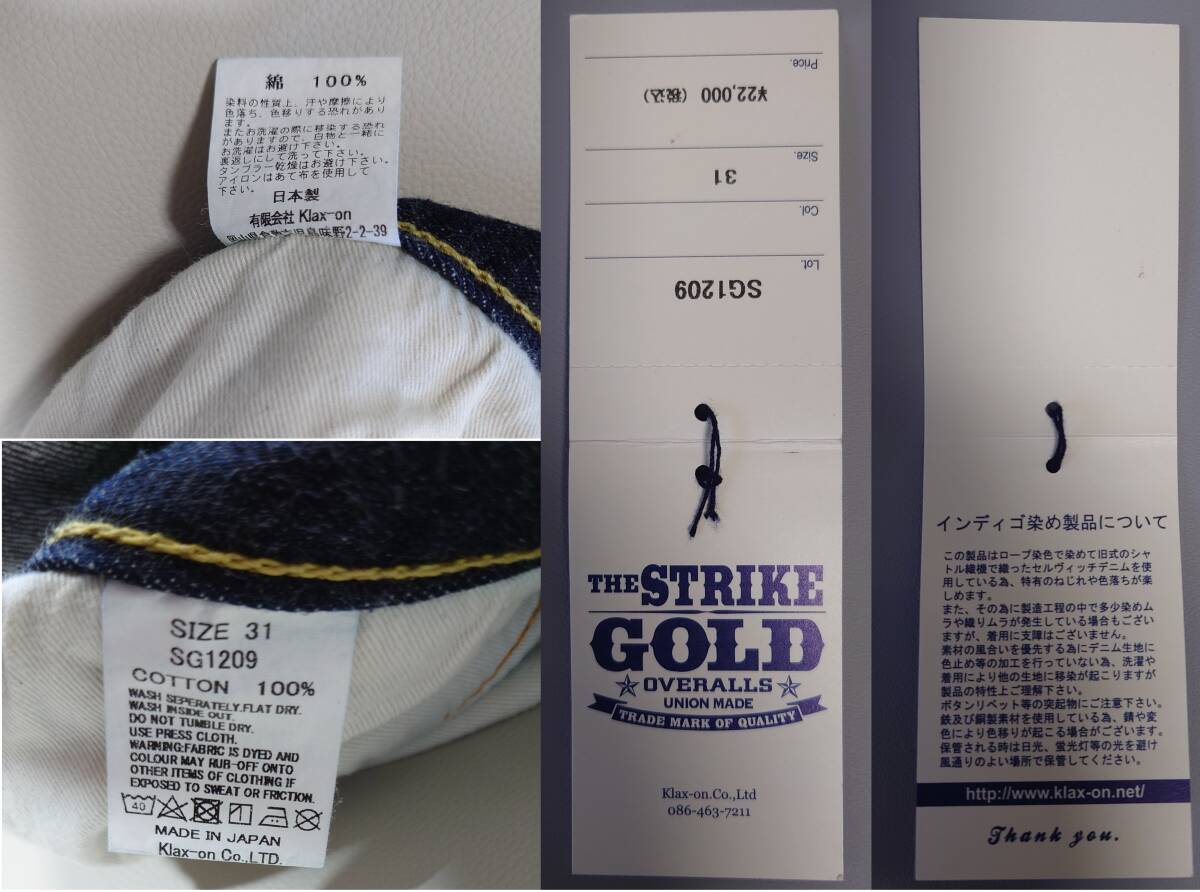 綿 100%
染料の性質上、汗や摩擦により
色落ち、色移りする恐れがあり
ます。
またお洗濯の際に移染する恐れ
がありますので、白物と一緒に
お洗濯はお避け下さい。
裏返しにして洗って下さい。
タンブラー乾燥はお避け下さい。
アイロンはあて布を使用して
下さい。
日本製
有限会社 Klax-on
岡山県倉敷市児島味野2-2-39
SIZE 31
SG1209
COTTON 100%
WASH SEPERATELY.FLAT DRY.
WASH INSIDE OUT.
DO NOT TUMBLE DRY.
USE PRESS CLOTH.
WARNING:FABRIC IS DYED AND
COLOUR MAY RUB-OFF ONTO
OTHER ITEMS OF CLOTHING IF
EXPOSED TO SWEAT OR FRICTION.
40
MADE IN JAPAN
Klax-on Co.,LTD.
Lot.
SG1209
Col.
Size.
31
Price.
¥22,000 (税込)
THE STRIKE
GOLD
OVERALLS
UNION MADE
TRADE MARK OF QUALITY
Klax-on.Co.,Ltd
086-463-7211
インディゴ染め製品について
この製品はロープ染色で染めて旧式のシャ
トル織機で織ったセルヴィッチデニムを使
用している為、特有のねじれや色落ちが楽
しめます。
また、その為に製造工程の中で多少染めム
ラや織りムラが発生している場合もござい
ますが、着用に支障はございません。
素材の風合いを優先する為にデニム生地に
色止め等の加工を行っていない為、洗濯や
着用により他の生地に移染が起こりますが
製品の特性上ご理解下さい。
ボタンリベット等の突起物にご注意下さい。
鉄及び銅製素材を使用している為、錆や変
色により色移りが起こる場合がございます。
保管される時は日光、蛍光灯等の光を避け
風通りのよい場所で保管してください。
http://www.klax-on.net/
Thank you.